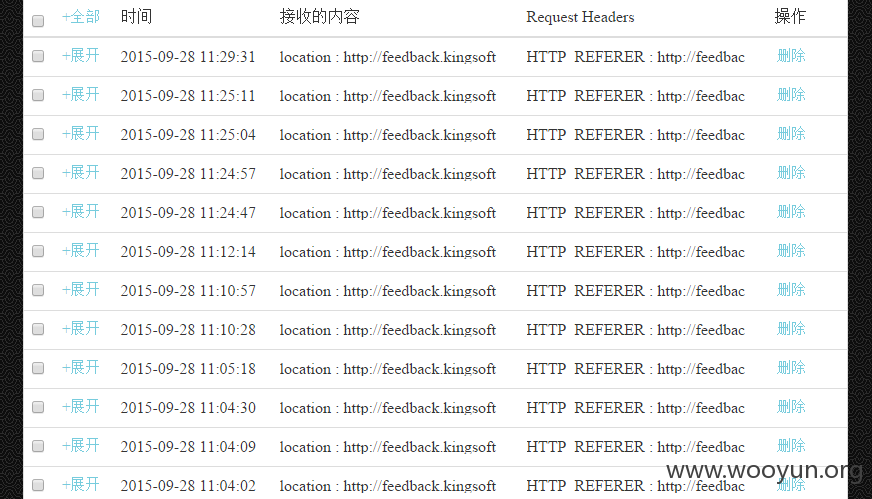 +全部 时间 接收的内容 Request Headers 操作
+展开 2015-09-28 11:29:31 location : http://feedback.kingsoft HTTP_REFERER : http://feedbac 删除
+展开 2015-09-28 11:25:11 location : http://feedback.kingsoft HTTP_REFERER : http://feedbac 删除
+展开 2015-09-28 11:25:04 location : http://feedback.kingsoft HTTP_REFERER : http://feedbac 删除
+展开 2015-09-28 11:24:57 location : http://feedback.kingsoft HTTP_REFERER : http://feedbac 删除
+展开 2015-09-28 11:24:47 location : http://feedback.kingsoft HTTP_REFERER : http://feedbac 删除
+展开 2015-09-28 11:12:14 location : http://feedback.kingsoft HTTP_REFERER : http://feedbac 删除
+展开 2015-09-28 11:10:57 location : http://feedback.kingsoft HTTP_REFERER : http://feedbac 删除
+展开 2015-09-28 11:10:28 location : http://feedback.kingsoft HTTP_REFERER : http://feedbac 删除
+展开 2015-09-28 11:05:18 location : http://feedback.kingsoft HTTP_REFERER : http://feedbac 删除
+展开 2015-09-28 11:04:30 location : http://feedback.kingsoft HTTP_REFERER : http://feedbac 删除
+展开 2015-09-28 11:04:09 location : http://feedback.kingsoft HTTP_REFERER : http://feedbac 删除
+展开 2015-09-28 11:04:02 location : http://feedback.kingsoft HTTP_REFERER : http://feedbac 删除
www.wooyun.org